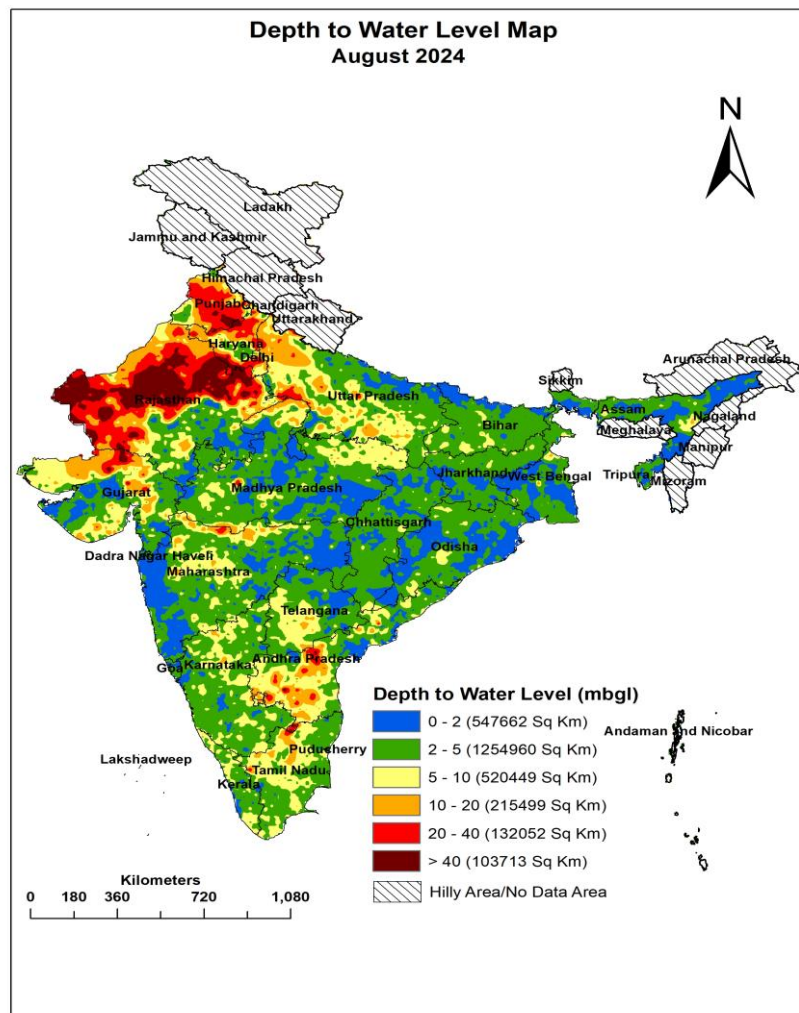 Depth to Water Level Map
August 2024
N
Ladakh
Jammu and Kashmir
Himachal Pradesh
Punjab
Chandigarh
Uttarakhand
Haryana
Delhi
Arunachal Pradesh
Sikkim
Rajasthan
Uttar Pradesh
Assam
Nagaland
Bihar
Meghalaya
Manipur
Jharkhand
West Bengal
Tripura
Mizoram
Gujarat
Madhya Pradesh
Chhattisgarh
Odisha
Dadra Nagar Haveli
Maharashtra
Telangana
Goa
Karnataka
Andhra Pradesh
Depth to Water Level (mbgl)
0 - 2 (547662 Sq Km)
2 - 5 (1254960 Sq Km)
5 - 10 (520449 Sq Km)
10 - 20 (215499 Sq Km)
20 - 40 (132052 Sq Km)
> 40 (103713 Sq Km)
Hilly Area/No Data Area
Andaman and Nicobar
Puducherry
Lakshadweep
Tamil Nadu
Kerala
Kilometers
0 180 360 720 1,080